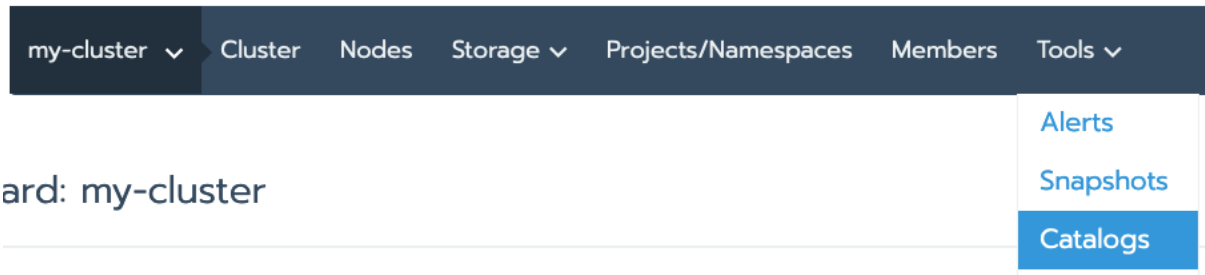 my-cluster Cluster Nodes Storage Projects/Namespaces Members Tools
Alerts
Snapshots
ard: my-cluster
Catalogs